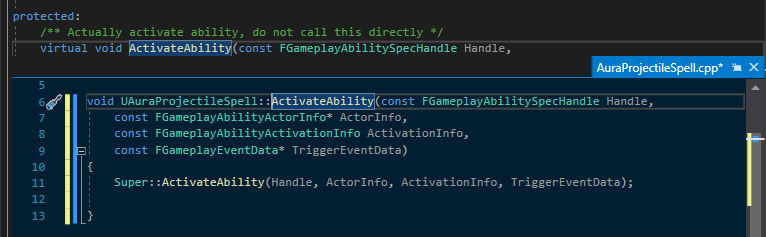 protected:
/** Actually activate ability, do not call this directly */
virtual void ActivateAbility(const FGameplayAbilitySpecHandle Handle,
AuraProjectileSpell.cpp*
5
6 void UAuraProjectileSpell::ActivateAbility(const FGameplayAbilitySpecHandle Handle,
7 const FGameplayAbilityActorInfo* ActorInfo,
8 const FGameplayAbilityActivationInfo ActivationInfo,
9 const FGameplayEventData* TriggerEventData)
10 {
11 Super::ActivateAbility(Handle, ActorInfo, ActivationInfo, TriggerEventData);
12
13 }